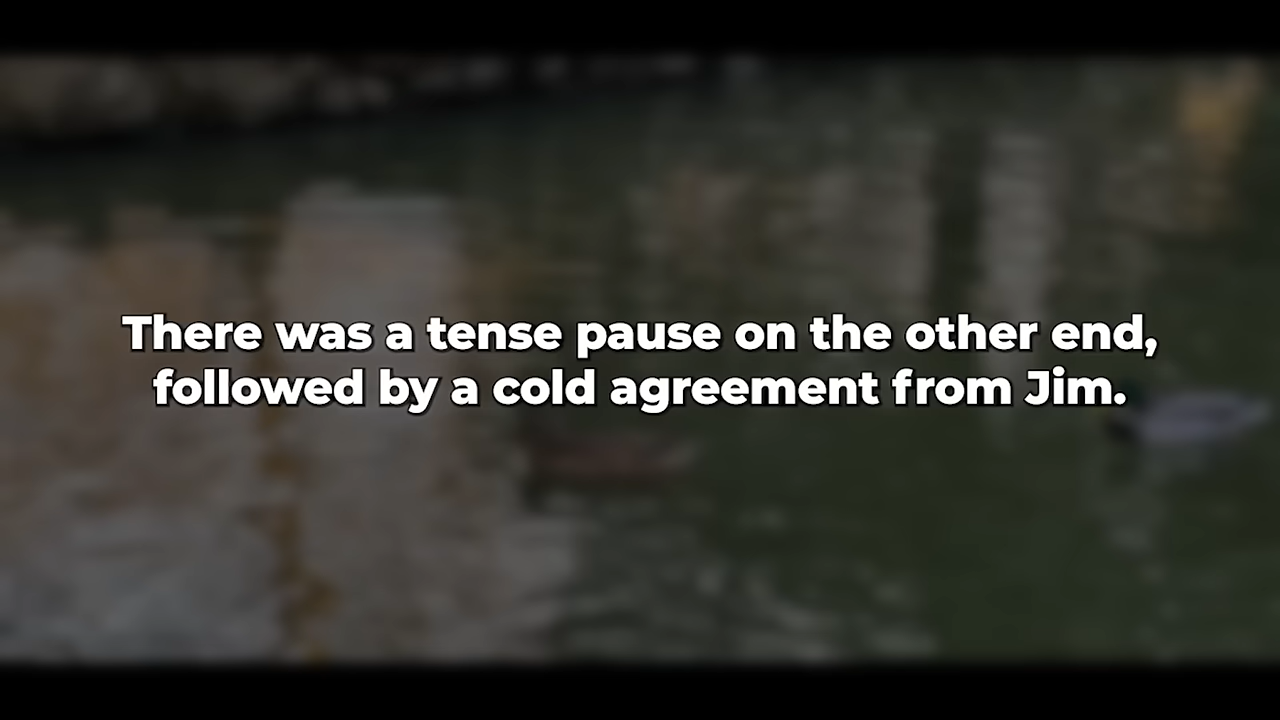 There was a tense pause on the other end,
followed by a cold agreement from Jim.